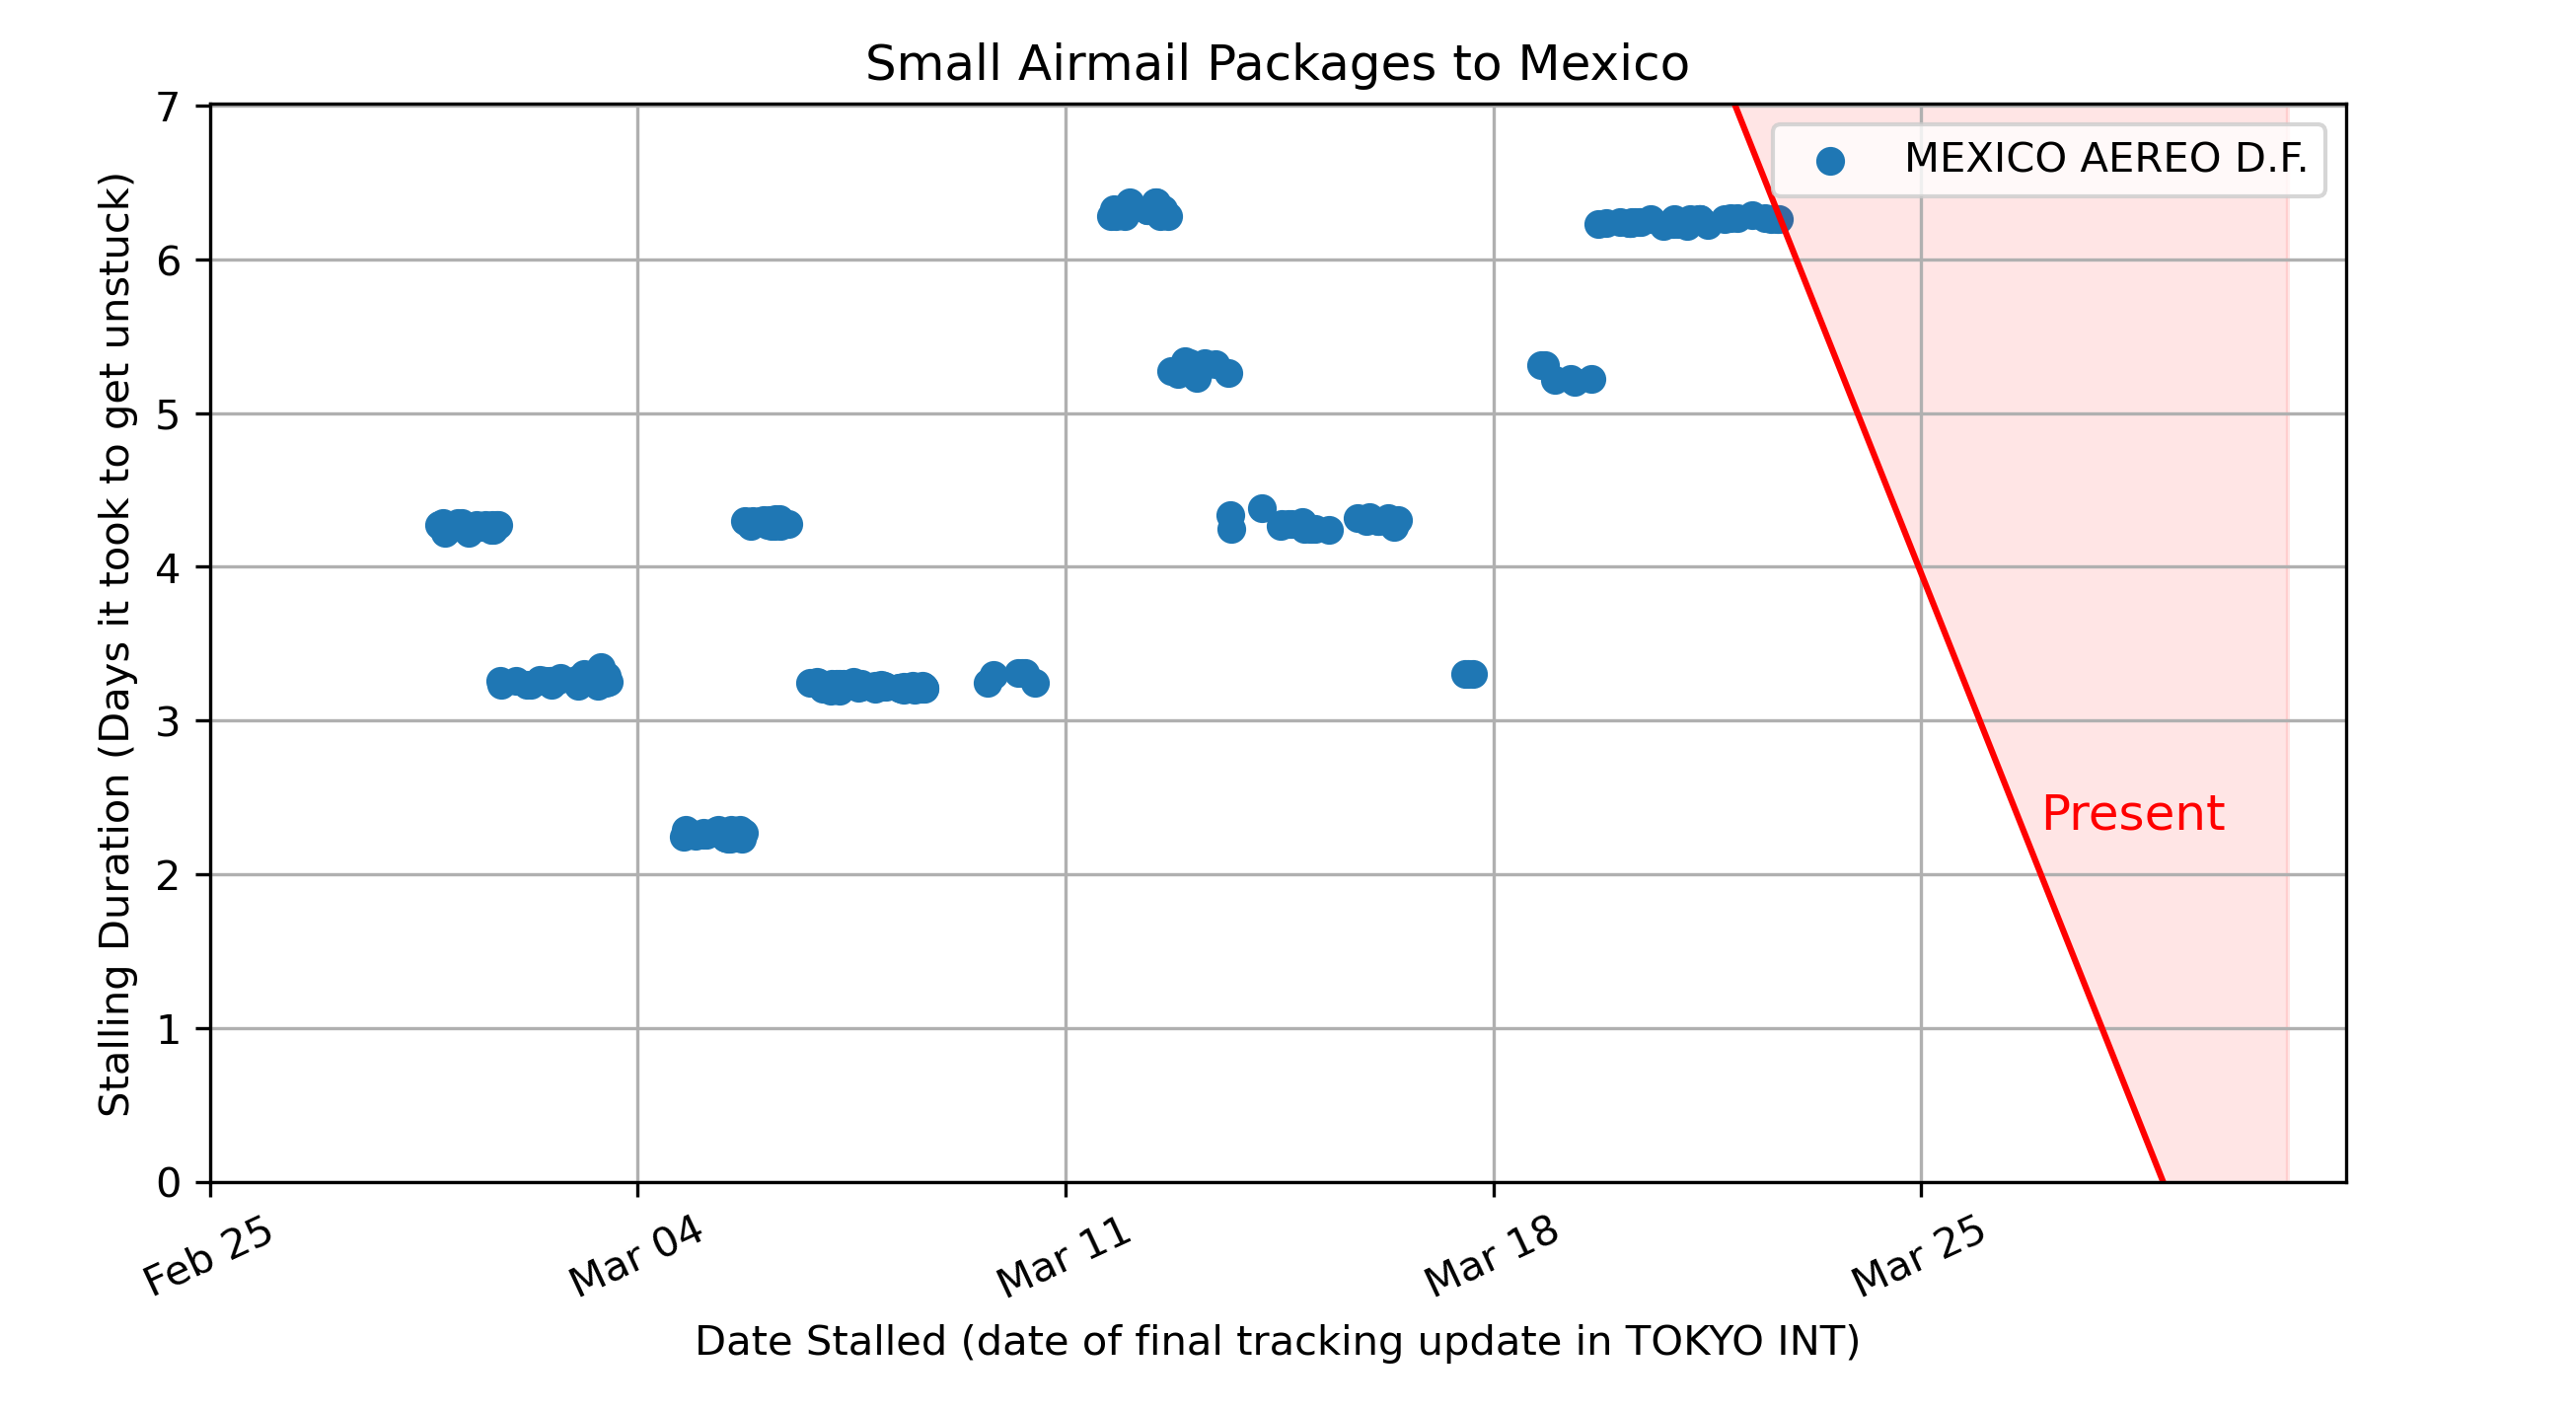 Small Airmail Packages to Mexico
MEXICO AEREO D.F.
Stalling Duration (Days it took to get unstuck)
7
6
5
4
3
2
1
0
Present
Feb 25
Mar 04
Mar 11
Mar 18
Mar 25
Date Stalled (date of final tracking update in TOKYO INT)